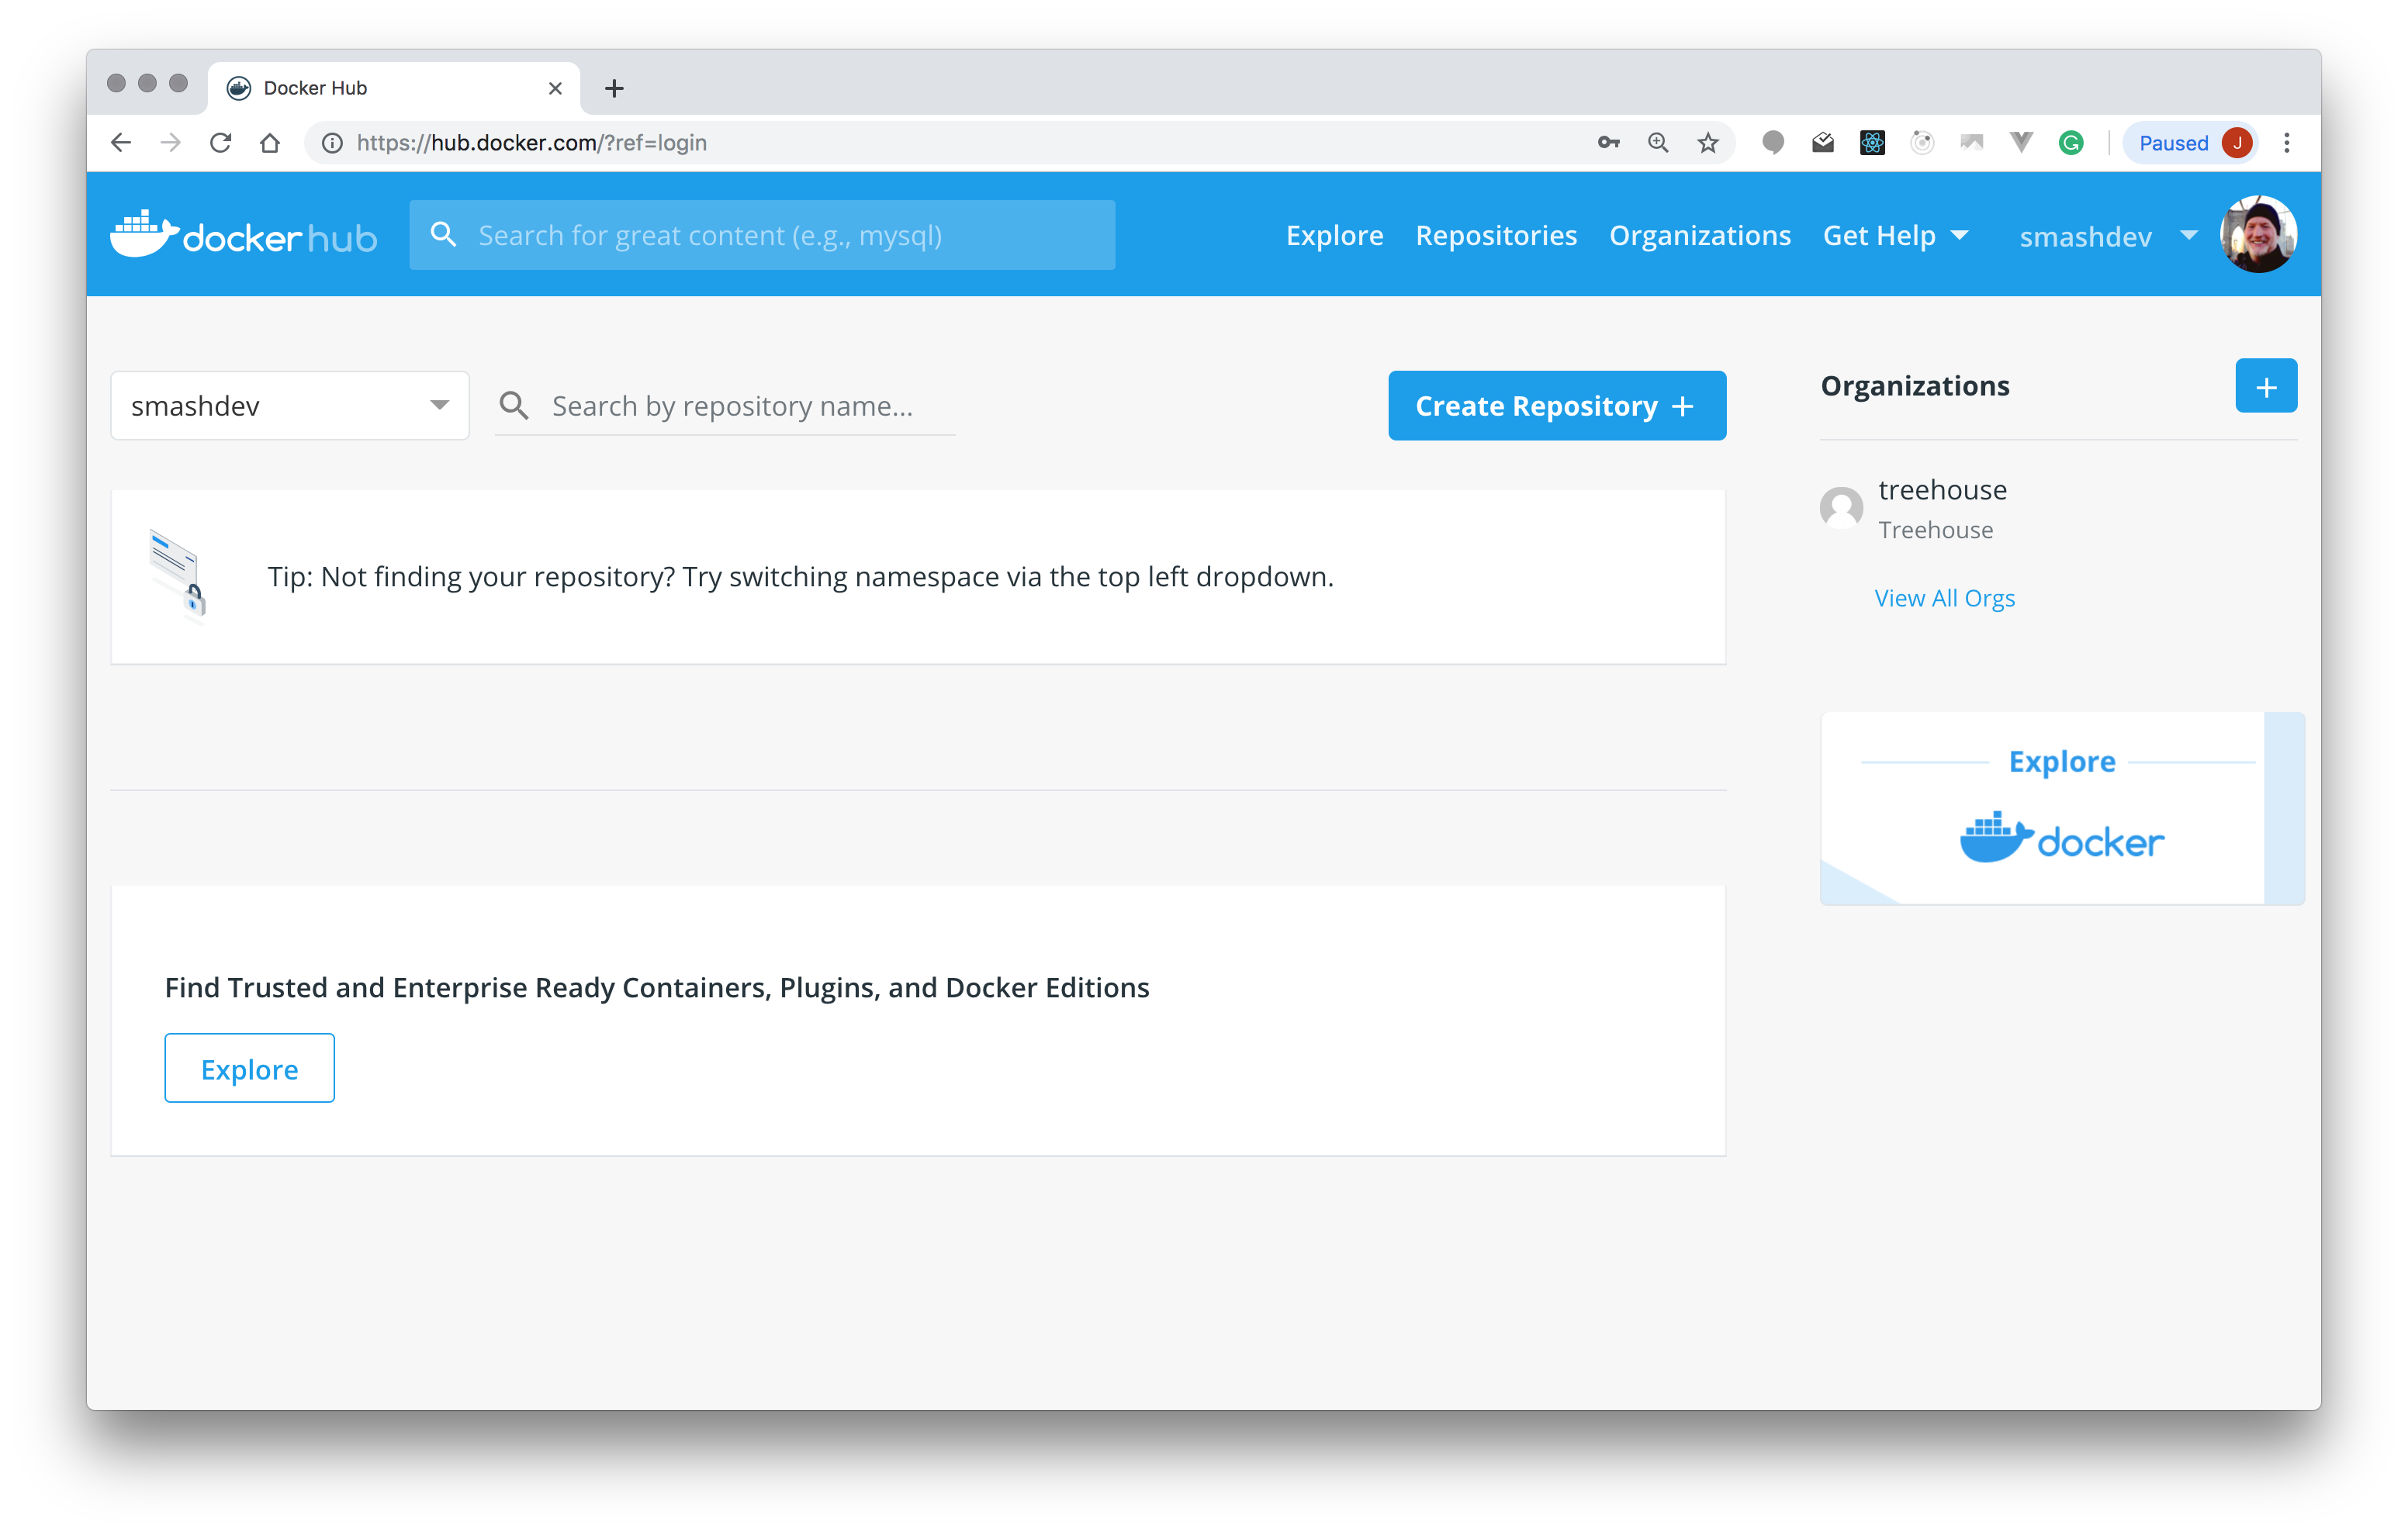 Docker Hub
https://hub.docker.com/?ref=login
Paused J
docker hub
Search for great content (e.g., mysql)
Explore Repositories Organizations Get Help smashdev
smashdev
Search by repository name...
Create Repository +
Organizations
+
Tip: Not finding your repository? Try switching namespace via the top left dropdown.
treehouse
Treehouse
View All Orgs
Explore
docker
Find Trusted and Enterprise Ready Containers, Plugins, and Docker Editions
Explore